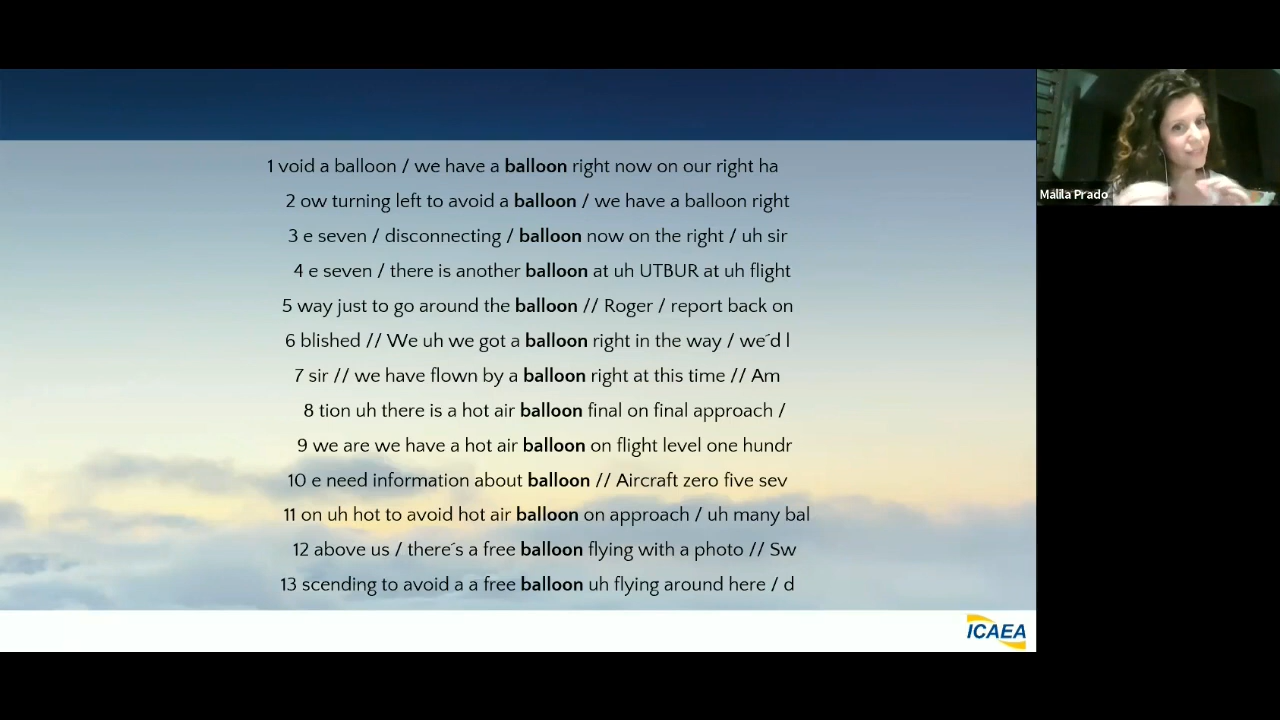 1 void a balloon / we have a balloon right now on our right ha
2 ow turning left to avoid a balloon / we have a balloon right
3 e seven / disconnecting / balloon now on the right / uh sir
4 e seven / there is another balloon at uh UTBUR at uh flight
5 way just to go around the balloon // Roger / report back on
6 blished // We uh we got a balloon right in the way / we´d l
7 sir // we have flown by a balloon right at this time // Am
8 tion uh there is a hot air balloon final on final approach /
9 we are we have a hot air balloon on flight level one hundr
10 e need information about balloon // Aircraft zero five sev
11 on uh hot to avoid hot air balloon on approach / uh many bal
12 above us / there´s a free balloon flying with a photo // Sw
13 scending to avoid a a free balloon uh flying around here / d
ICAEA
Malila Prado